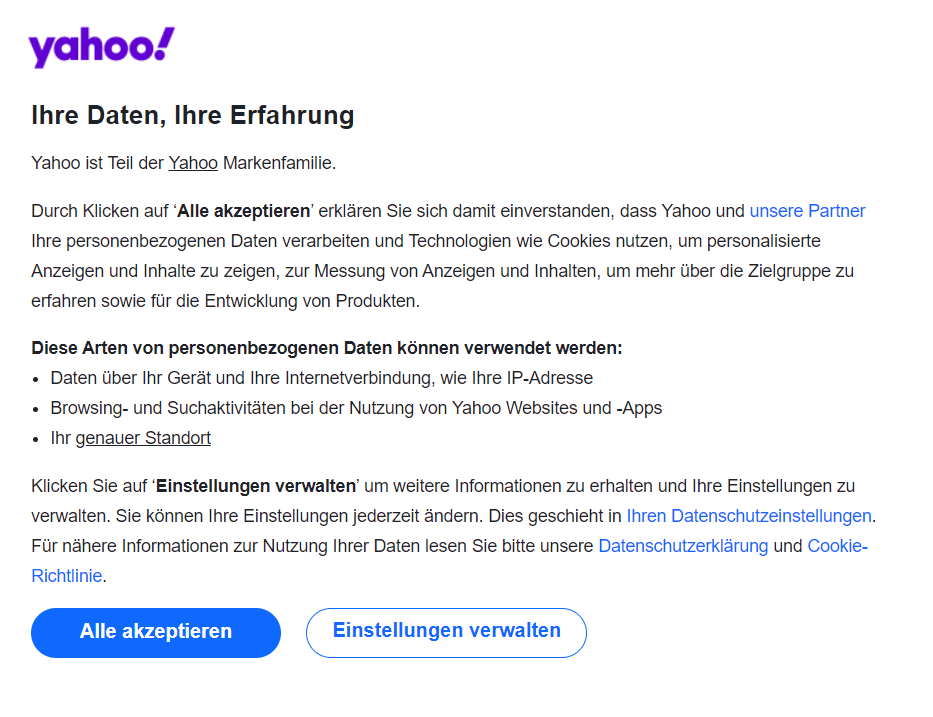 yahoo!
Ihre Daten, Ihre Erfahrung
Yahoo ist Teil der Yahoo Markenfamilie.
Durch Klicken auf ‘Alle akzeptieren’ erklären Sie sich damit einverstanden, dass Yahoo und unsere Partner
Ihre personenbezogenen Daten verarbeiten und Technologien wie Cookies nutzen, um personalisierte
Anzeigen und Inhalte zu zeigen, zur Messung von Anzeigen und Inhalten, um mehr über die Zielgruppe zu
erfahren sowie für die Entwicklung von Produkten.
Diese Arten von personenbezogenen Daten können verwendet werden:
• Daten über Ihr Gerät und Ihre Internetverbindung, wie Ihre IP-Adresse
• Browsing- und Suchaktivitäten bei der Nutzung von Yahoo Websites und -Apps
• Ihr genauer Standort
Klicken Sie auf ‘Einstellungen verwalten’ um weitere Informationen zu erhalten und Ihre Einstellungen zu
verwalten. Sie können Ihre Einstellungen jederzeit ändern. Dies geschieht in Ihren Datenschutzeinstellungen.
Für nähere Informationen zur Nutzung Ihrer Daten lesen Sie bitte unsere Datenschutzerklärung und Cookie-
Richtlinie.
Alle akzeptieren
Einstellungen verwalten